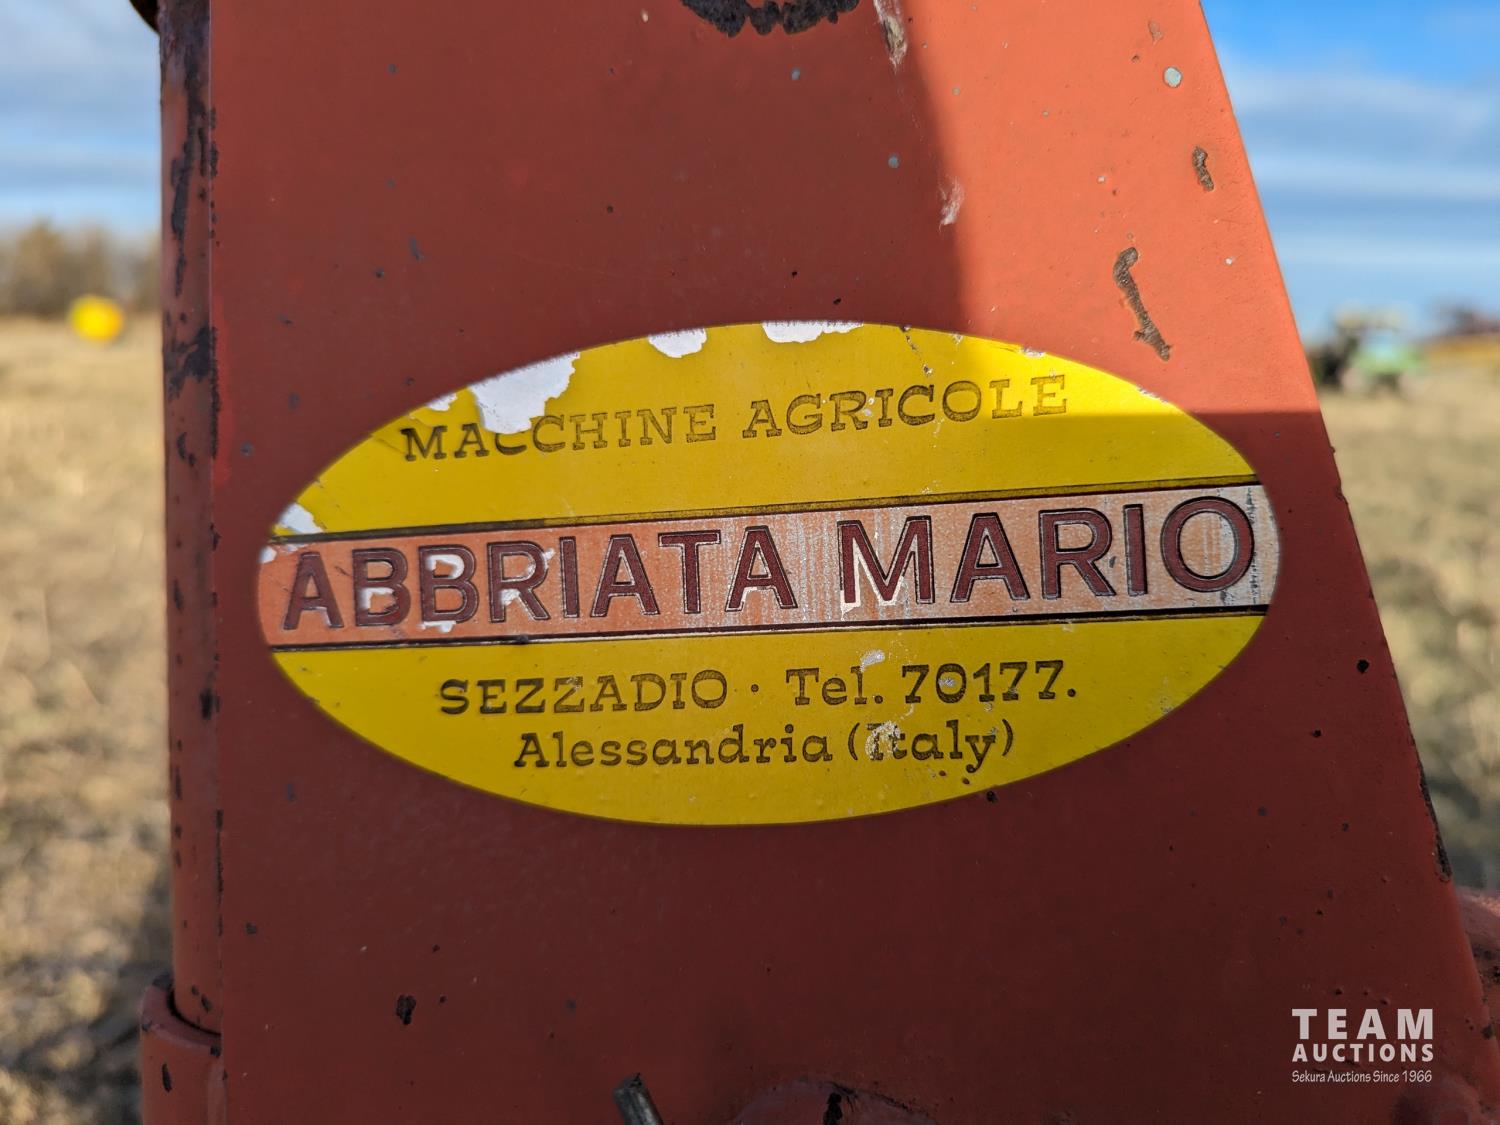 MACCHINE AGRICOLE
ABBRIATA MARIO
SEZZADIO · Tel. 70177.
Alessandria (Italy)
TEAM
AUCTIONS
Sekura Auctions Since 1966